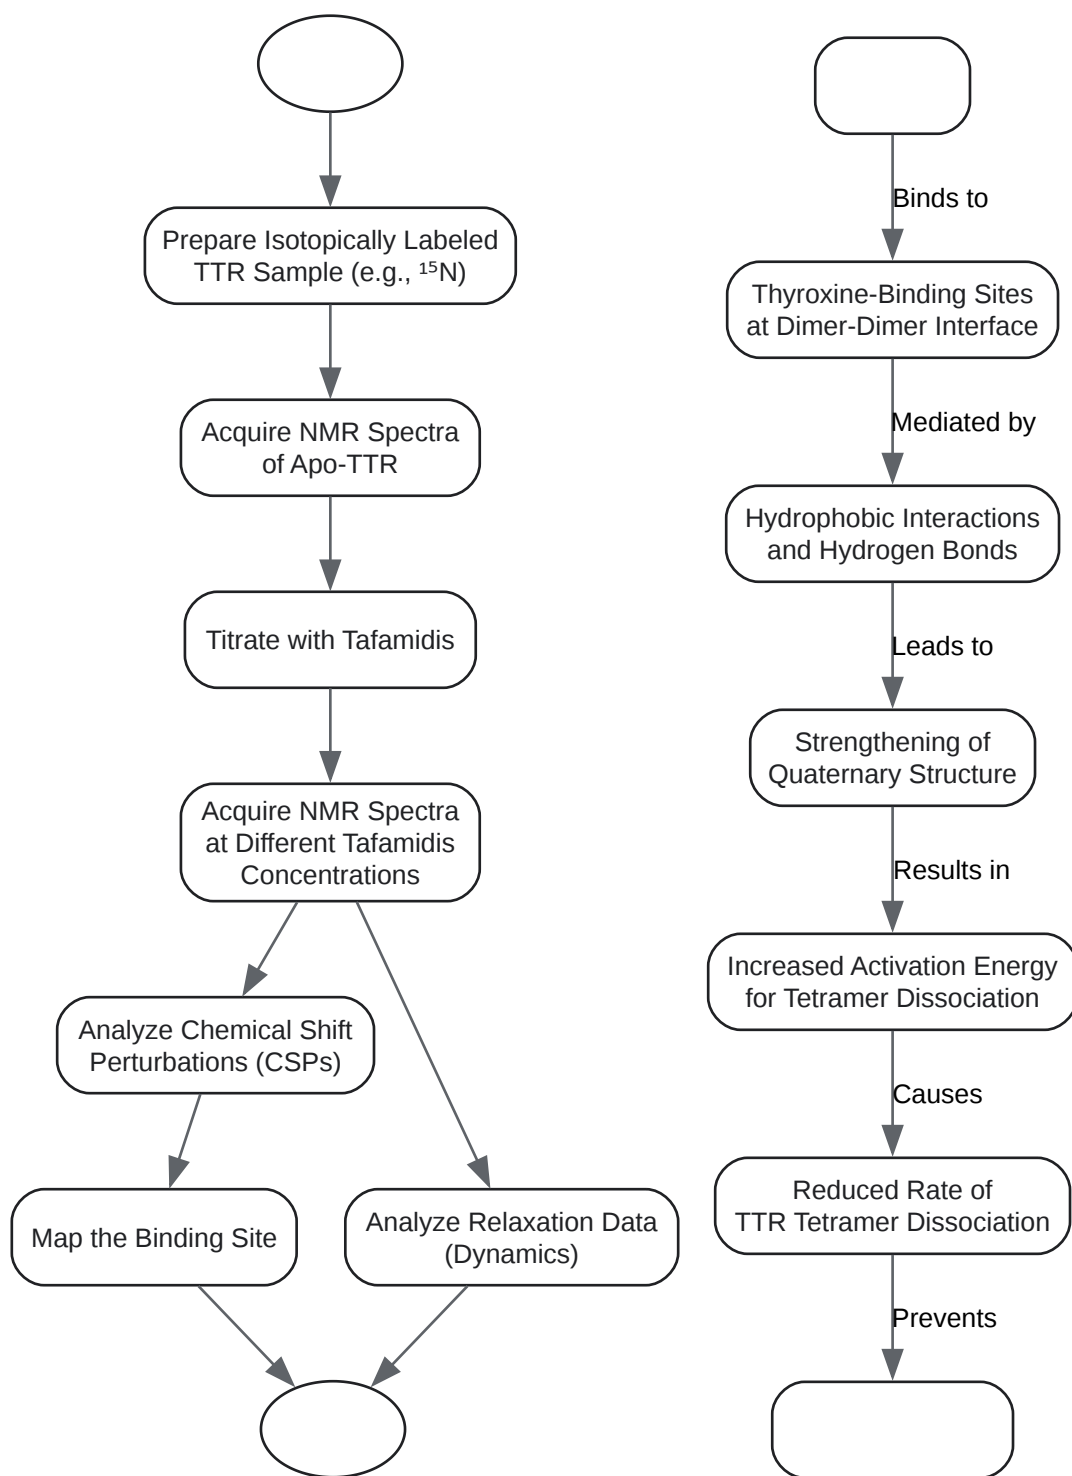 Prepare Isotopically Labeled
TTR Sample (e.g., ¹⁵N)
Acquire NMR Spectra
of Apo-TTR
Titrate with Tafamidis
Acquire NMR Spectra
at Different Tafamidis
Concentrations
Analyze Chemical Shift
Perturbations (CSPs)
Map the Binding Site
Analyze Relaxation Data
(Dynamics)
Binds to
Thyroxine-Binding Sites
at Dimer-Dimer Interface
Mediated by
Hydrophobic Interactions
and Hydrogen Bonds
Leads to
Strengthening of
Quaternary Structure
Results in
Increased Activation Energy
for Tetramer Dissociation
Causes
Reduced Rate of
TTR Tetramer Dissociation
Prevents